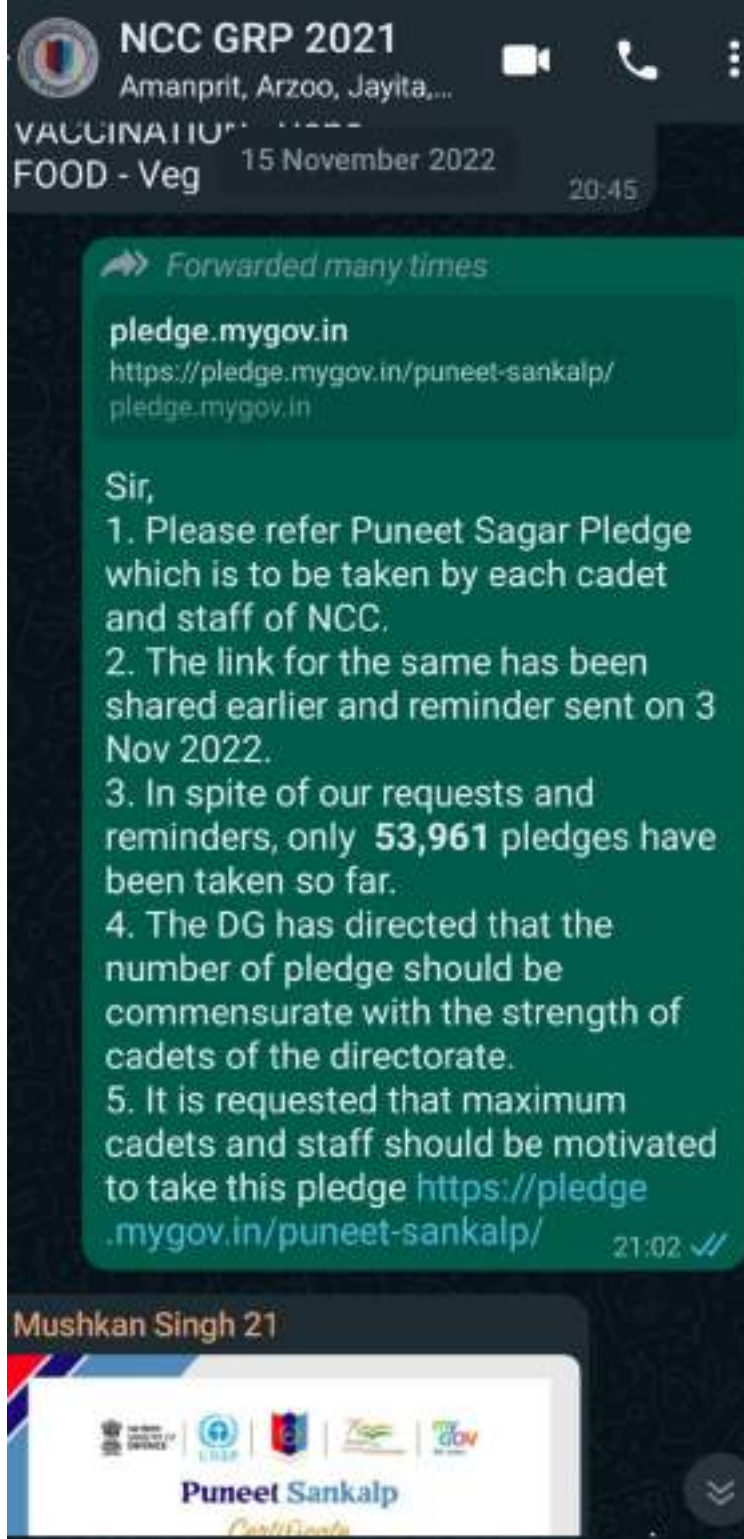 NCC GRP 2021
Amanprit, Arzoo, Jayita,...
FOOD - Veg
15 November 2022
20:45
Forwarded many times
pledge.mygov.in
https://pledge.mygov.in/puneet-sankalp/
pledge.mygov.in
Sir,
1. Please refer Puneet Sagar Pledge
which is to be taken by each cadet
and staff of NCC.
2. The link for the same has been
shared earlier and reminder sent on 3
Nov 2022.
3. In spite of our requests and
reminders, only 53,961 pledges have
been taken so far.
4. The DG has directed that the
number of pledge should be
commensurate with the strength of
cadets of the directorate.
5. It is requested that maximum
cadets and staff should be motivated
to take this pledge https://pledge
.mygov.in/puneet-sankalp/
21:02
Mushkan Singh 21
Puneet Sankalp
Certificate